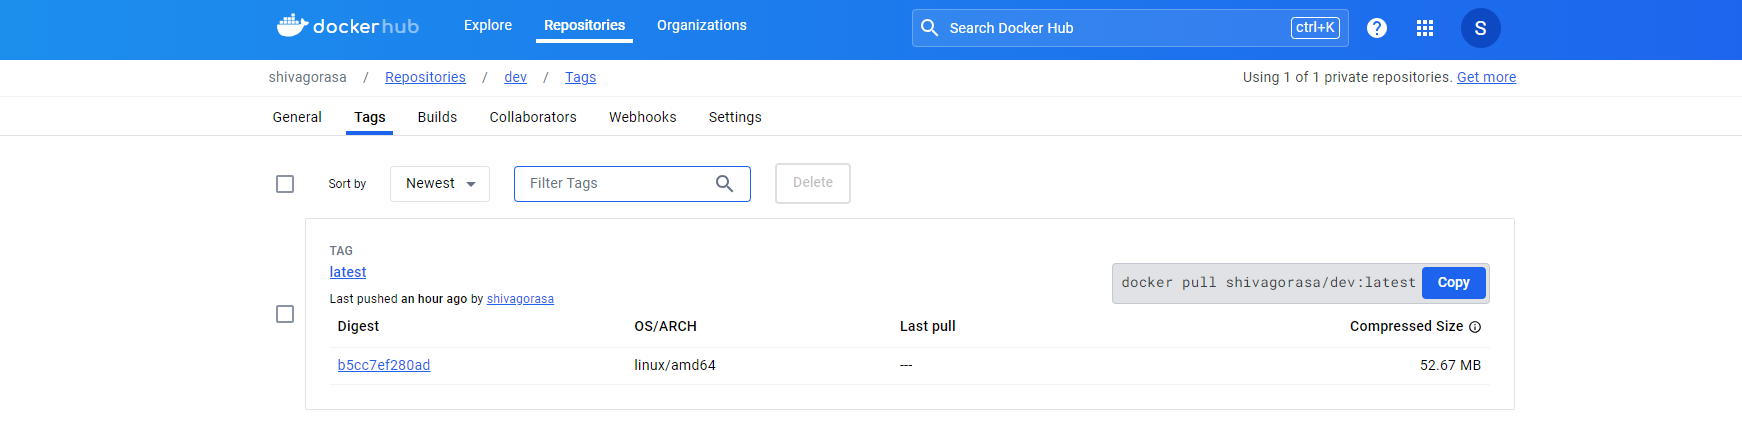 docker hub Explore Repositories Organizations Search Docker Hub ctrl+K ? S
shivagorasa / Repositories / dev / Tags Using 1 of 1 private repositories. Get more
General Tags Builds Collaborators Webhooks Settings
Sort by Newest Filter Tags Delete
TAG
latest
docker pull shivagorasa/dev:latest Copy
Last pushed an hour ago by shivagorasa
Digest OS/ARCH Last pull Compressed Size
b5cc7ef280ad linux/amd64 --- 52.67 MB